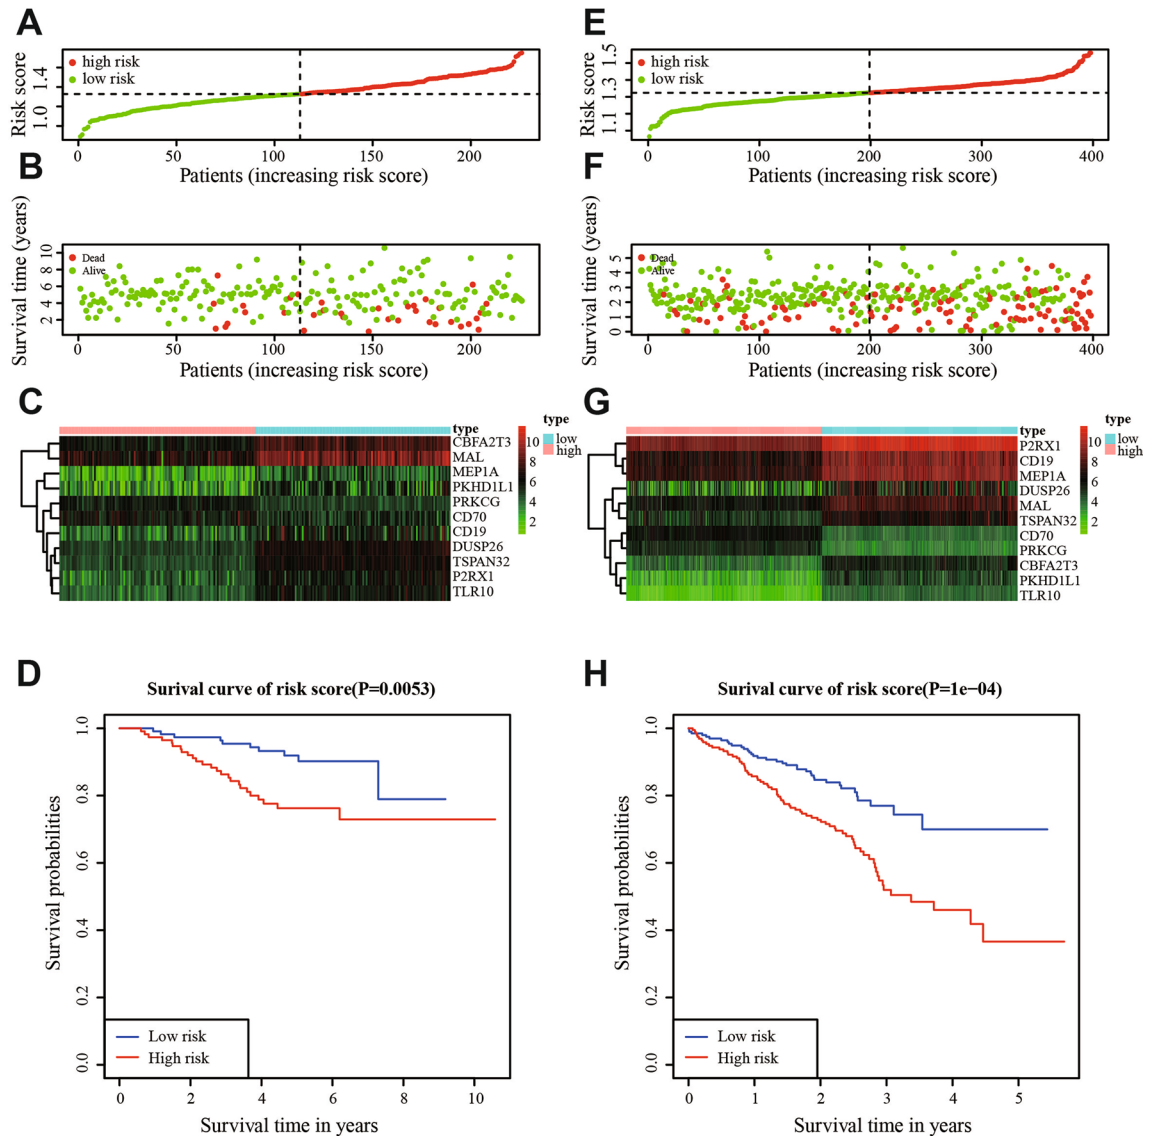 A
Risk score
1.0
1.4
high risk
low risk
0
50
100
150
200
Patients (increasing risk score)
B
Survival time (years)
2
4
6
8
10
Dead
Alive
0
50
100
150
200
Patients (increasing risk score)
C
type
CBFA2T3
MAL
MEP1A
PKHD1L1
PRKCG
CD70
CD19
DUSP26
TSPAN32
P2RX1
TLR10
10
8
6
4
2
type
low
high
D
Surival curve of risk score(P=0.0053)
Survival probabilities
0.0
0.2
0.4
0.6
0.8
1.0
Low risk
High risk
0
2
4
6
8
10
Survival time in years
E
Risk score
1.1
1.3
1.5
high risk
low risk
0
100
200
300
400
Patients (increasing risk score)
F
Survival time (years)
0
1
2
3
4
5
Dead
Alive
0
100
200
300
400
Patients (increasing risk score)
G
type
P2RX1
CD19
MEP1A
DUSP26
MAL
TSPAN32
CD70
PRKCG
CBFA2T3
PKHD1L1
TLR10
10
8
6
4
2
type
low
high
H
Surival curve of risk score(P=1e−04)
Survival probabilities
0.0
0.2
0.4
0.6
0.8
1.0
Low risk
High risk
0
1
2
3
4
5
Survival time in years